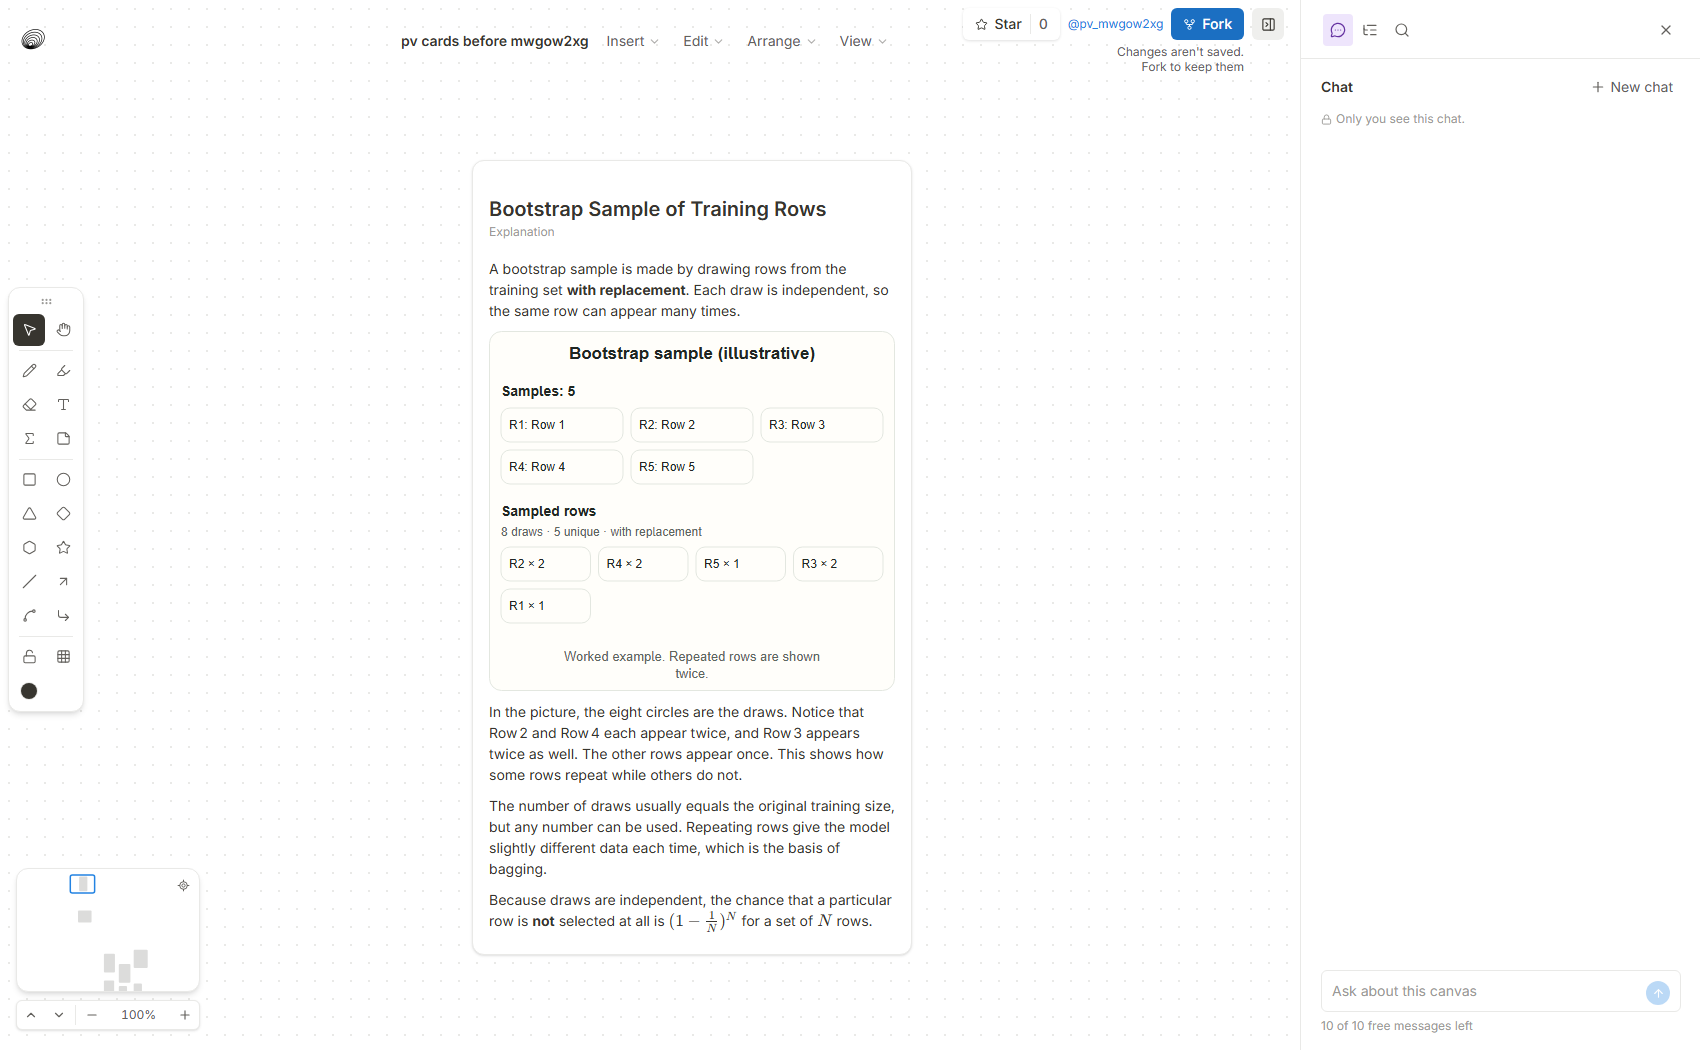 pv cards before mwgow2xg
Insert
Edit
Arrange
View
Star
0
@pv_mwgow2xg
Fork
Changes aren't saved.
Fork to keep them
Chat
New chat
Only you see this chat.
Bootstrap Sample of Training Rows
Explanation
A bootstrap sample is made by drawing rows from the
training set with replacement. Each draw is independent, so
the same row can appear many times.
Bootstrap sample (illustrative)
Samples: 5
R1: Row 1
R2: Row 2
R3: Row 3
R4: Row 4
R5: Row 5
Sampled rows
8 draws · 5 unique · with replacement
R2 × 2
R4 × 2
R5 × 1
R3 × 2
R1 × 1
Worked example. Repeated rows are shown
twice.
In the picture, the eight circles are the draws. Notice that
Row 2 and Row 4 each appear twice, and Row 3 appears
twice as well. The other rows appear once. This shows how
some rows repeat while others do not.
The number of draws usually equals the original training size,
but any number can be used. Repeating rows give the model
slightly different data each time, which is the basis of
bagging.
Because draws are independent, the chance that a particular
row is not selected at all is (1 − 1/N)^N for a set of N rows.
100%
Ask about this canvas
10 of 10 free messages left